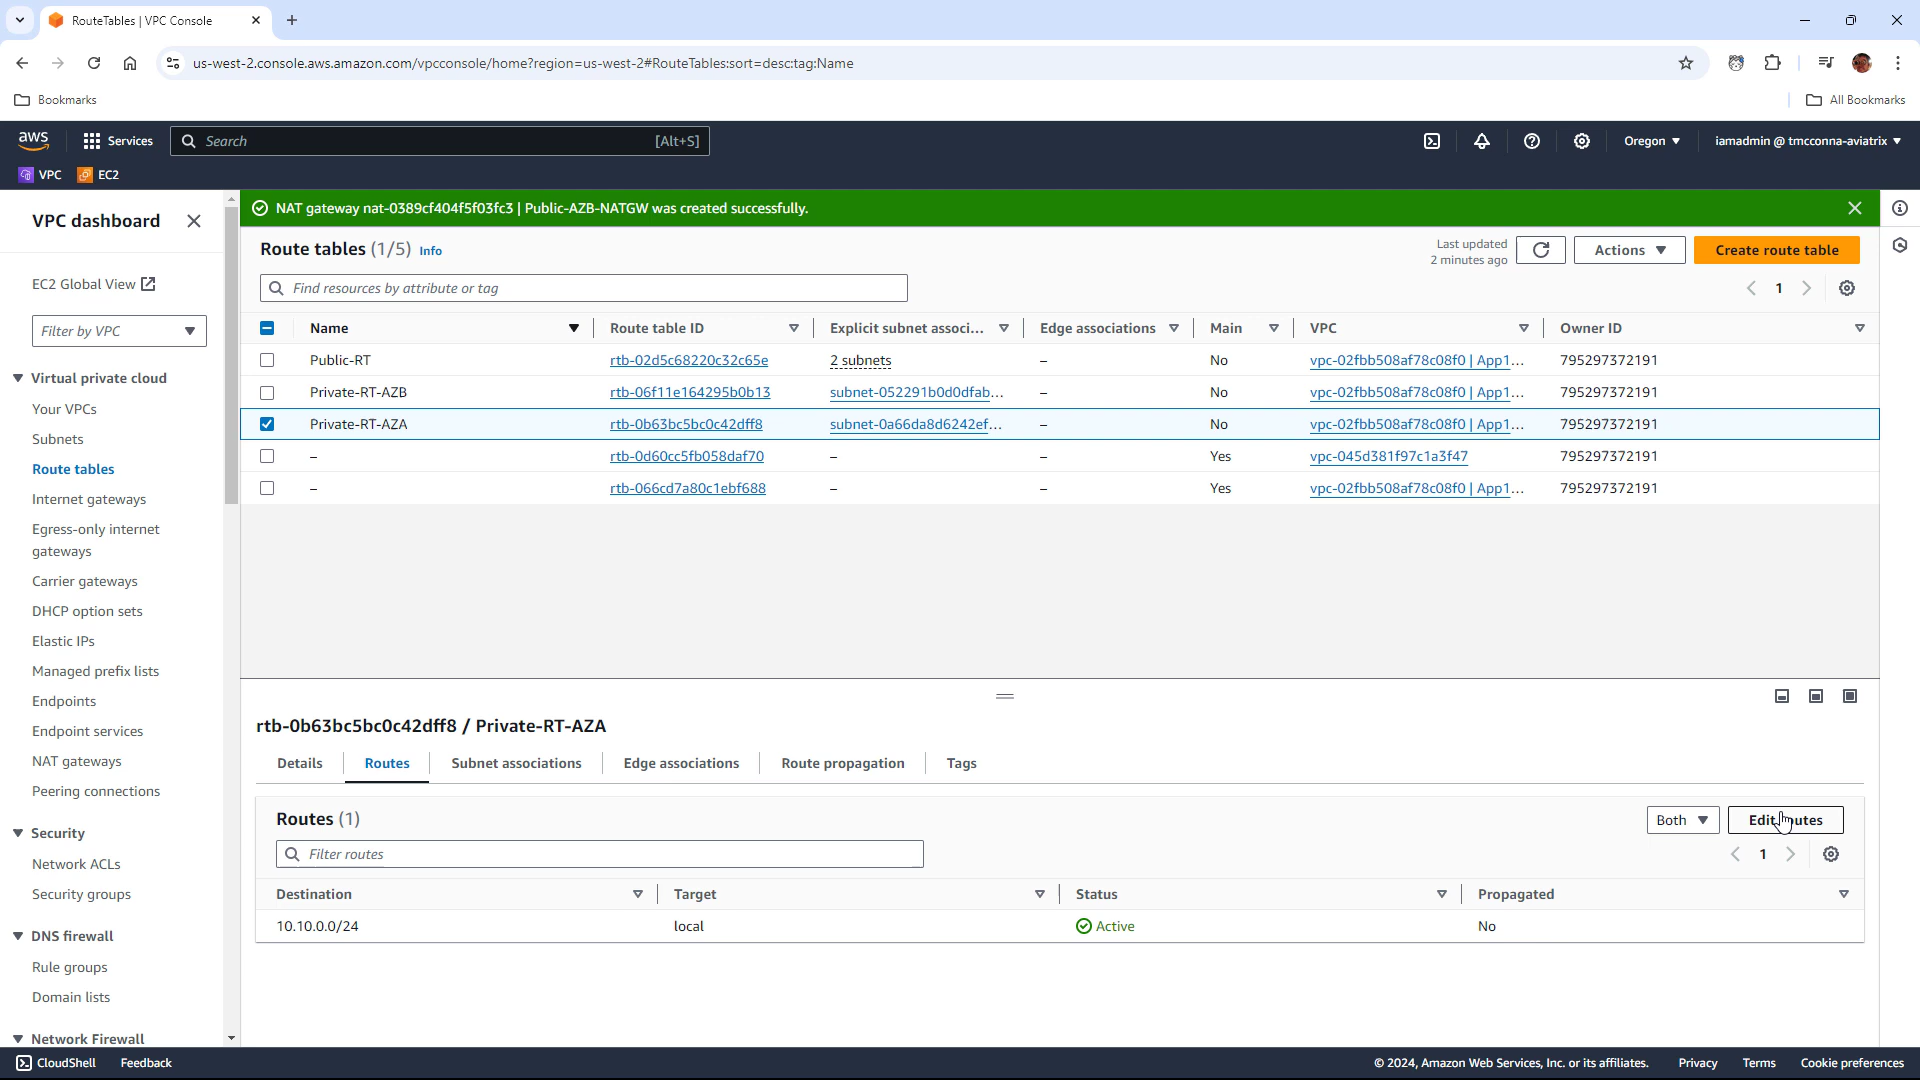 RouteTables | VPC Console
us-west-2.console.aws.amazon.com/vpcconsole/home?region=us-west-2#RouteTables:sort=desc:tag:Name
Bookmarks
All Bookmarks
aws
Services
Search
[Alt+S]
Oregon
iamadmin @ tmcconna-aviatrix
VPC
EC2
VPC dashboard
EC2 Global View
Filter by VPC
Virtual private cloud
Your VPCs
Subnets
Route tables
Internet gateways
Egress-only internet
gateways
Carrier gateways
DHCP option sets
Elastic IPs
Managed prefix lists
Endpoints
Endpoint services
NAT gateways
Peering connections
Security
Network ACLs
Security groups
DNS firewall
Rule groups
Domain lists
Network Firewall
NAT gateway nat-0389cf404f5f03fc3 | Public-AZB-NATGW was created successfully.
Route tables (1/5) Info
Last updated
2 minutes ago
Actions
Create route table
Find resources by attribute or tag
1
Name Route table ID Explicit subnet associ... Edge associations Main VPC Owner ID
Public-RT rtb-02d5c68220c32c65e 2 subnets – No vpc-02fbb508af78c08f0 | App1... 795297372191
Private-RT-AZB rtb-06f11e164295b0b13 subnet-052291b0d0dfab... – No vpc-02fbb508af78c08f0 | App1... 795297372191
Private-RT-AZA rtb-0b63bc5bc0c42dff8 subnet-0a66da8d6242ef... – No vpc-02fbb508af78c08f0 | App1... 795297372191
– rtb-0d60cc5fb058daf70 – – Yes vpc-045d381f97c1a3f47 795297372191
– rtb-066cd7a80c1ebf688 – – Yes vpc-02fbb508af78c08f0 | App1... 795297372191
rtb-0b63bc5bc0c42dff8 / Private-RT-AZA
Details Routes Subnet associations Edge associations Route propagation Tags
Routes (1)
Both
Edit routes
Filter routes
1
Destination Target Status Propagated
10.10.0.0/24 local Active No
CloudShell
Feedback
© 2024, Amazon Web Services, Inc. or its affiliates.
Privacy
Terms
Cookie preferences